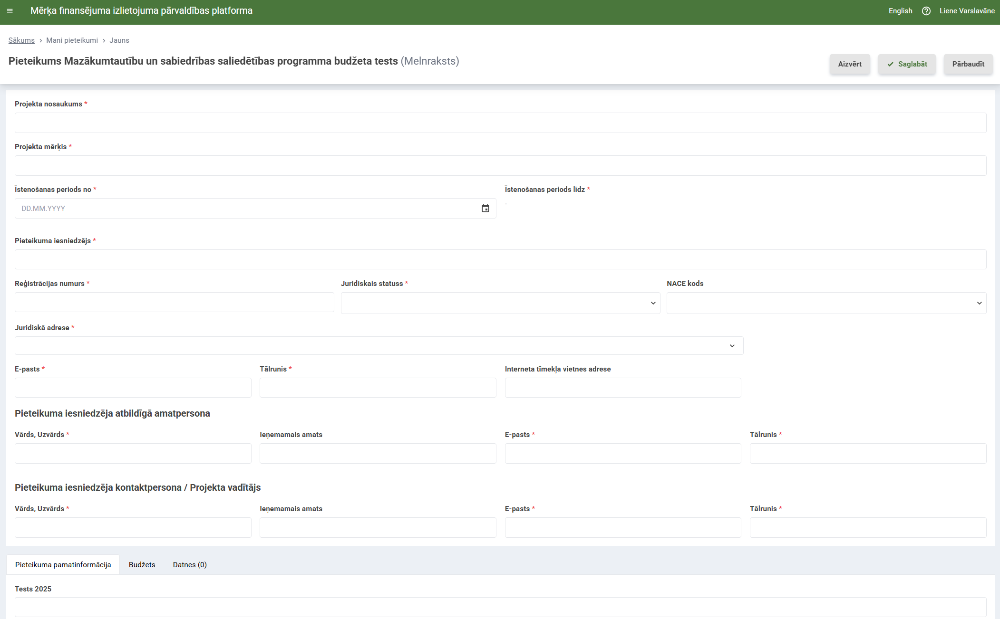 Mērķa finansējuma izlietojuma pārvaldības platforma
English
Liene Varslavāne
Sākums › Mani pieteikumi › Jauns
Pieteikums Mazākumtautību un sabiedrības saliedētības programma budžeta tests (Melnraksts)
Aizvērt
Saglabāt
Pārbaudīt
Projekta nosaukums *
Projekta mērķis *
Īstenošanas periods no *
Īstenošanas periods līdz *
DD.MM.YYYY
-
Pieteikuma iesniedzējs *
Reģistrācijas numurs *
Juridiskais statuss *
NACE kods
Juridiskā adrese *
E-pasts *
Tālrunis *
Interneta tīmekļa vietnes adrese
Pieteikuma iesniedzēja atbildīgā amatpersona
Vārds, Uzvārds *
Ieņemamais amats
E-pasts *
Tālrunis *
Pieteikuma iesniedzēja kontaktpersona / Projekta vadītājs
Vārds, Uzvārds *
Ieņemamais amats
E-pasts *
Tālrunis *
Pieteikuma pamatinformācija
Budžets
Datnes (0)
Tests 2025